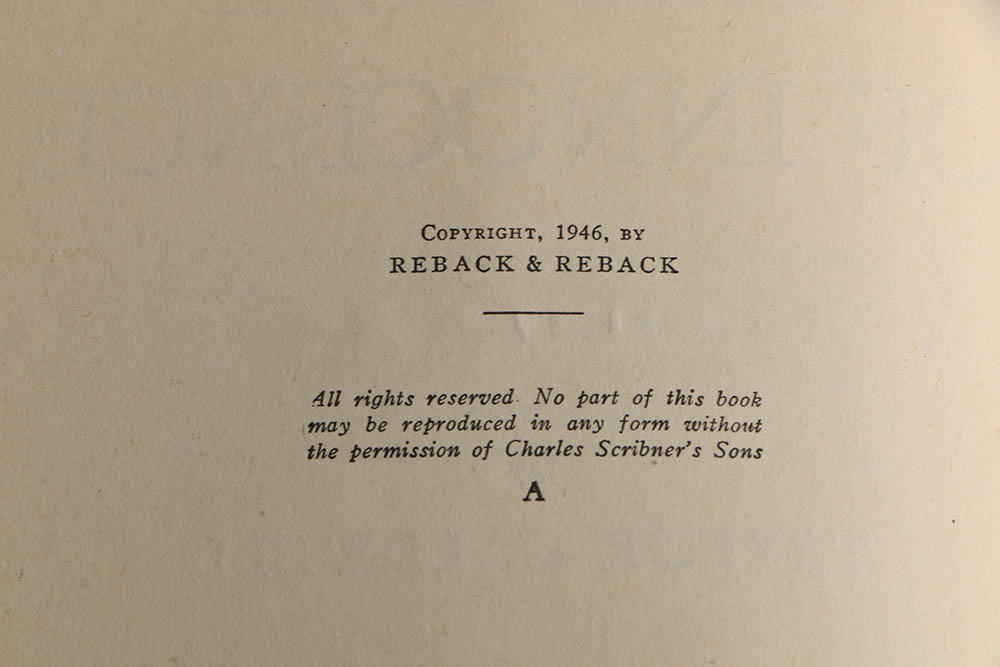 COPYRIGHT, 1946, BY
REBACK & REBACK
All rights reserved. No part of this book
may be reproduced in any form without
the permission of Charles Scribner's Sons
A